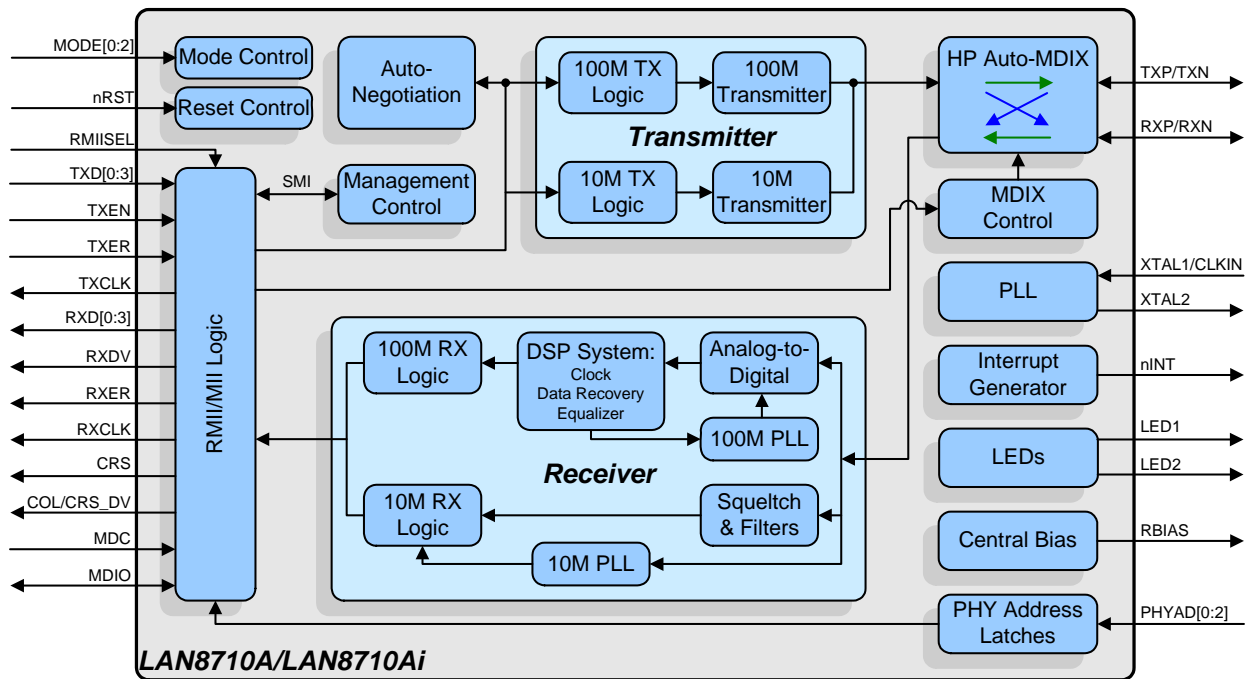 MODE[0:2]
nRST
RMIISEL
TXD[0:3]
TXEN
TXER
TXCLK
RXD[0:3]
RXDV
RXER
RXCLK
CRS
COL/CRS_DV
MDC
MDIO
Mode Control
Reset Control
RMII/MII Logic
SMI
Auto-
Negotiation
Management
Control
100M TX
Logic
100M
Transmitter
Transmitter
10M TX
Logic
10M
Transmitter
HP Auto-MDIX
MDIX
Control
TXP/TXN
RXP/RXN
PLL
XTAL1/CLKIN
XTAL2
Interrupt
Generator
nINT
LEDs
LED1
LED2
Central Bias
RBIAS
PHY Address
Latches
PHYAD[0:2]
100M RX
Logic
DSP System:
Clock
Data Recovery
Equalizer
Analog-to-
Digital
100M PLL
Receiver
10M RX
Logic
Squeltch
& Filters
10M PLL
LAN8710A/LAN8710Ai